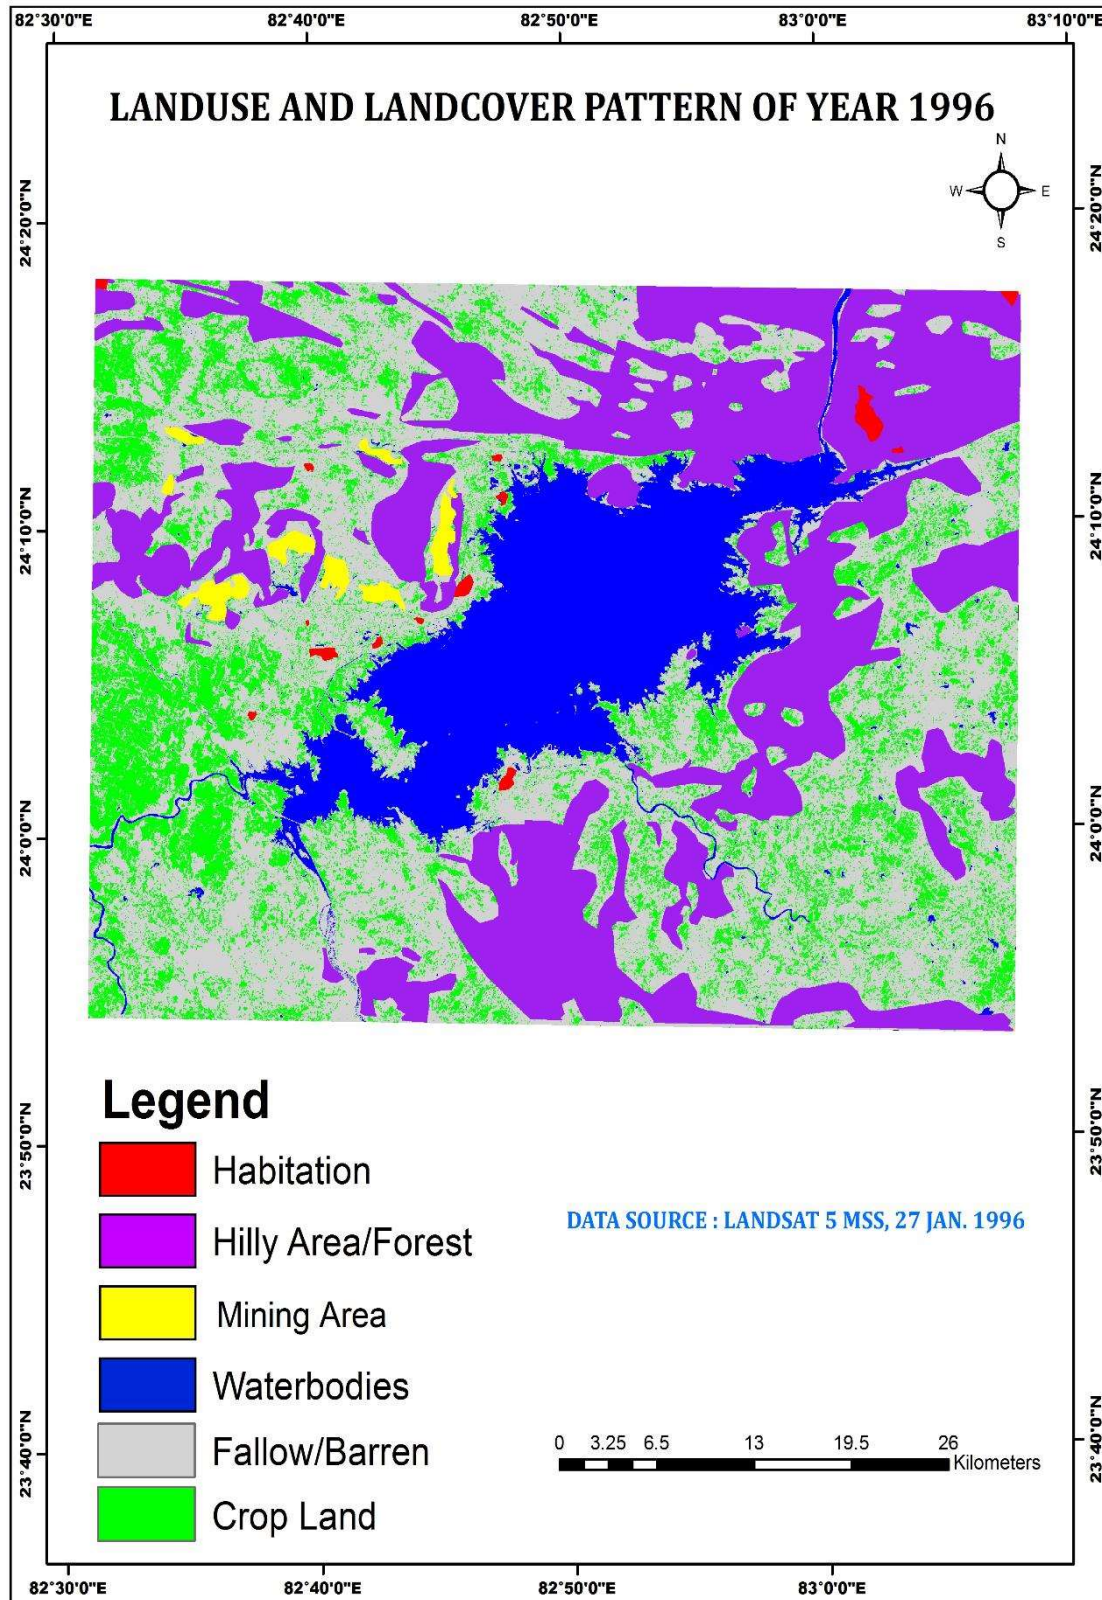 82°30'0"E 82°40'0"E 82°50'0"E 83°0'0"E 83°10'0"E
LANDUSE AND LANDCOVER PATTERN OF YEAR 1996
N
W E
S
24°20'0"N 24°20'0"N
24°10'0"N 24°10'0"N
24°0'0"N 24°0'0"N
Legend
23°50'0"N 23°50'0"N
Habitation
Hilly Area/Forest
DATA SOURCE : LANDSAT 5 MSS, 27 JAN. 1996
Mining Area
Waterbodies
Fallow/Barren
0 3.25 6.5 13 19.5 26
Kilometers
23°40'0"N 23°40'0"N
Crop Land
82°30'0"E 82°40'0"E 82°50'0"E 83°0'0"E